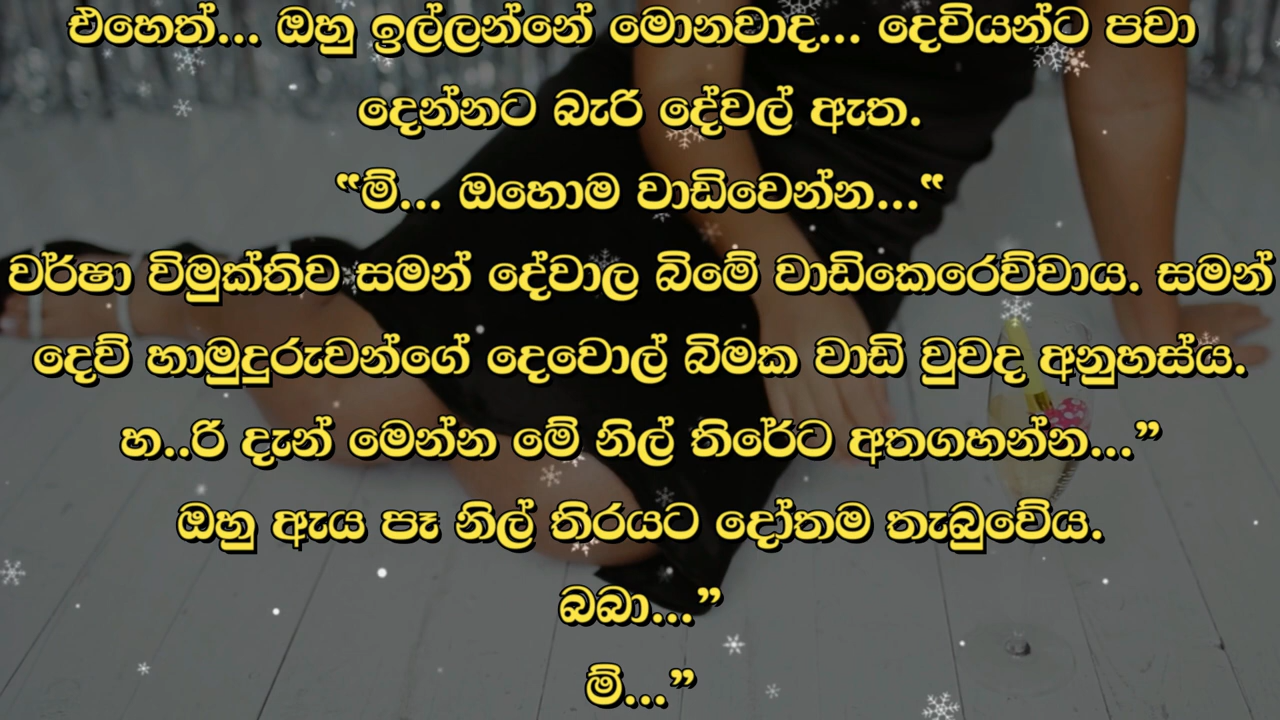 එහෙත්... ඔහු ඉල්ලන්නේ මොනවාද... දෙවියන්ට පවා
දෙන්නට බැරි දේවල් ඇත.
“ම්... ඔහොම වාඩිවෙන්න...“
වර්ෂා විමුක්තිව සමන් දේවාල බිමේ වාඩිකෙරෙව්වාය. සමන්
දෙව් හාමුදුරුවන්ගේ දෙවොල් බිමක වාඩි වුවද අනුහස්ය.
හ..රි දැන් මෙන්න මේ නිල් තිරේට අතගහන්න...”
ඔහු ඇය පෑ නිල් තිරයට දෝතම තැබුවේය.
බබා...”
ම්...”